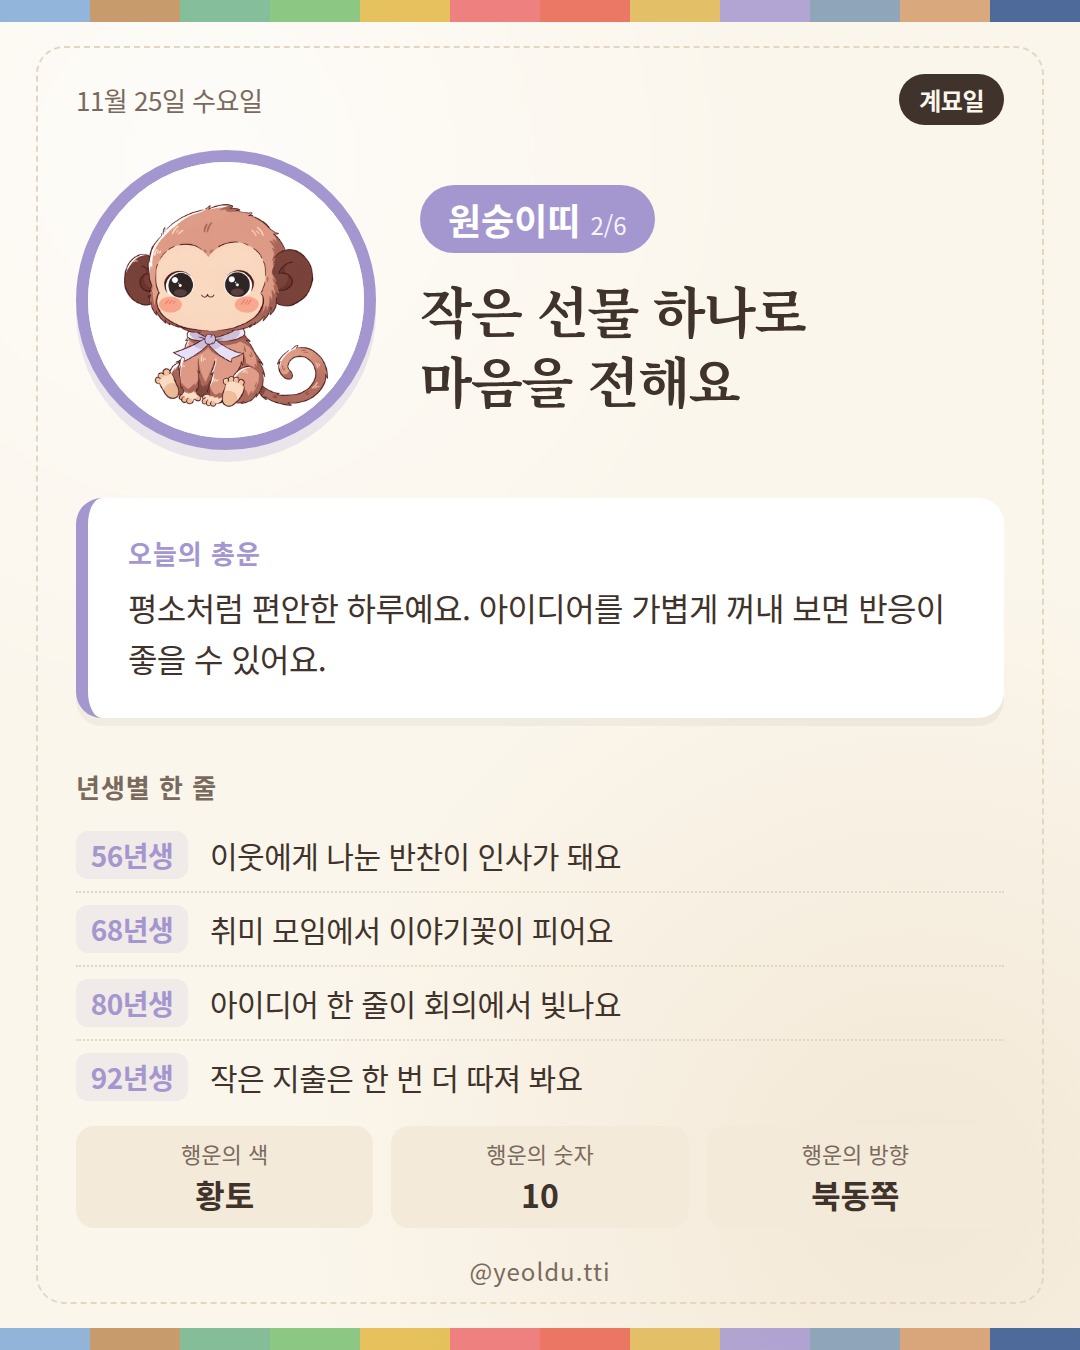 11월 25일 수요일
계묘일
원숭이띠 2/6
작은 선물 하나로
마음을 전해요
오늘의 총운
평소처럼 편안한 하루예요. 아이디어를 가볍게 꺼내 보면 반응이
좋을 수 있어요.
년생별 한 줄
56년생 이웃에게 나눈 반찬이 인사가 돼요
68년생 취미 모임에서 이야기꽃이 피어요
80년생 아이디어 한 줄이 회의에서 빛나요
92년생 작은 지출은 한 번 더 따져 봐요
행운의 색
황토
행운의 숫자
10
행운의 방향
북동쪽
@yeoldu.tti